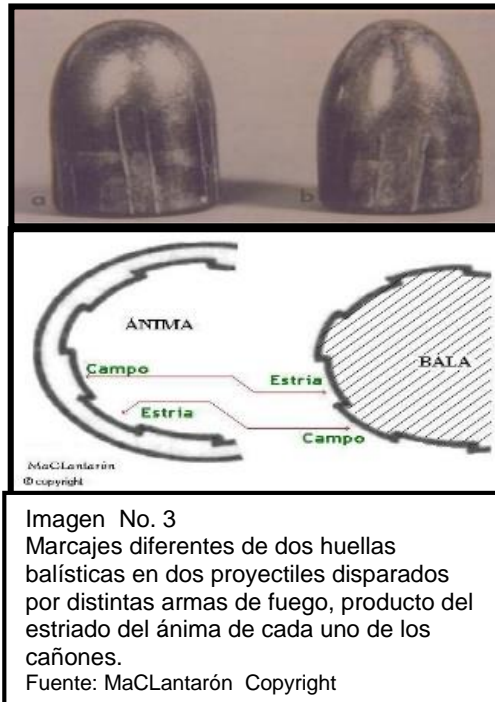 a
b
ÁNIMA
BALA
Campo
Estría
Estría
Campo
MaCLantarón
© copyright
Imagen No. 3
Marcajes diferentes de dos huellas
balísticas en dos proyectiles disparados
por distintas armas de fuego, producto del
estriado del ánima de cada uno de los
cañones.
Fuente: MaCLantarón Copyright